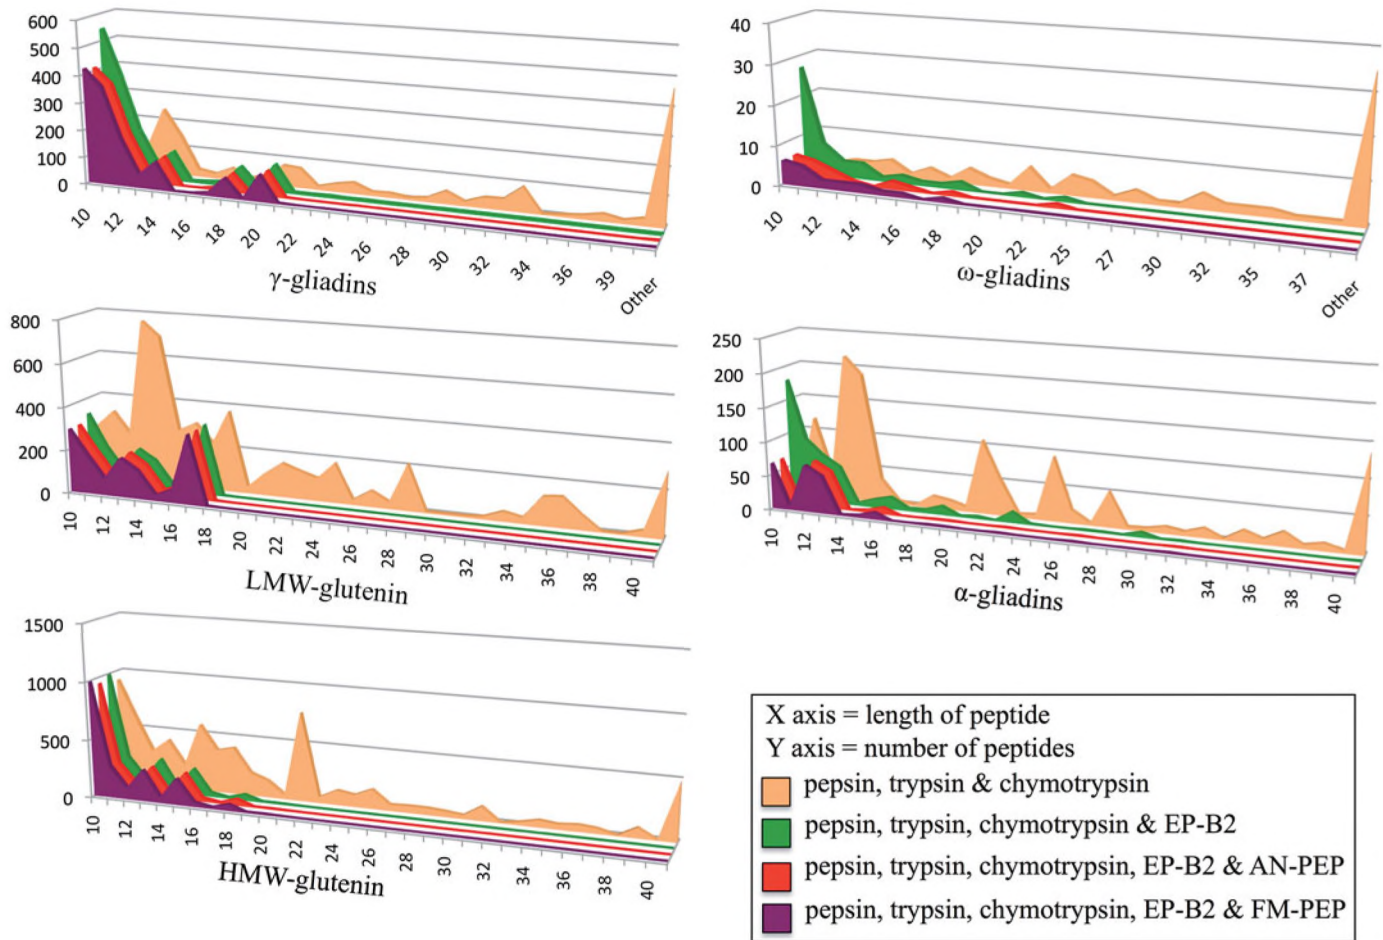 600
500
400
300
200
100
0
10 12 14 16 18 20 22 24 26 28 30 32 34 36 39 Other
γ-gliadins
40
30
20
10
0
10 12 14 16 18 20 22 25 27 30 32 35 37 Other
ω-gliadins
800
600
400
200
0
10 12 14 16 18 20 22 24 26 28 30 32 34 36 38 40
LMW-glutenin
250
200
150
100
50
0
10 12 14 16 18 20 22 24 26 28 30 32 34 36 38 40
α-gliadins
1500
1000
500
0
10 12 14 16 18 20 22 24 26 28 30 32 34 36 38 40
HMW-glutenin
X axis = length of peptide
Y axis = number of peptides
pepsin, trypsin & chymotrypsin
pepsin, trypsin, chymotrypsin & EP-B2
pepsin, trypsin, chymotrypsin, EP-B2 & AN-PEP
pepsin, trypsin, chymotrypsin, EP-B2 & FM-PEP